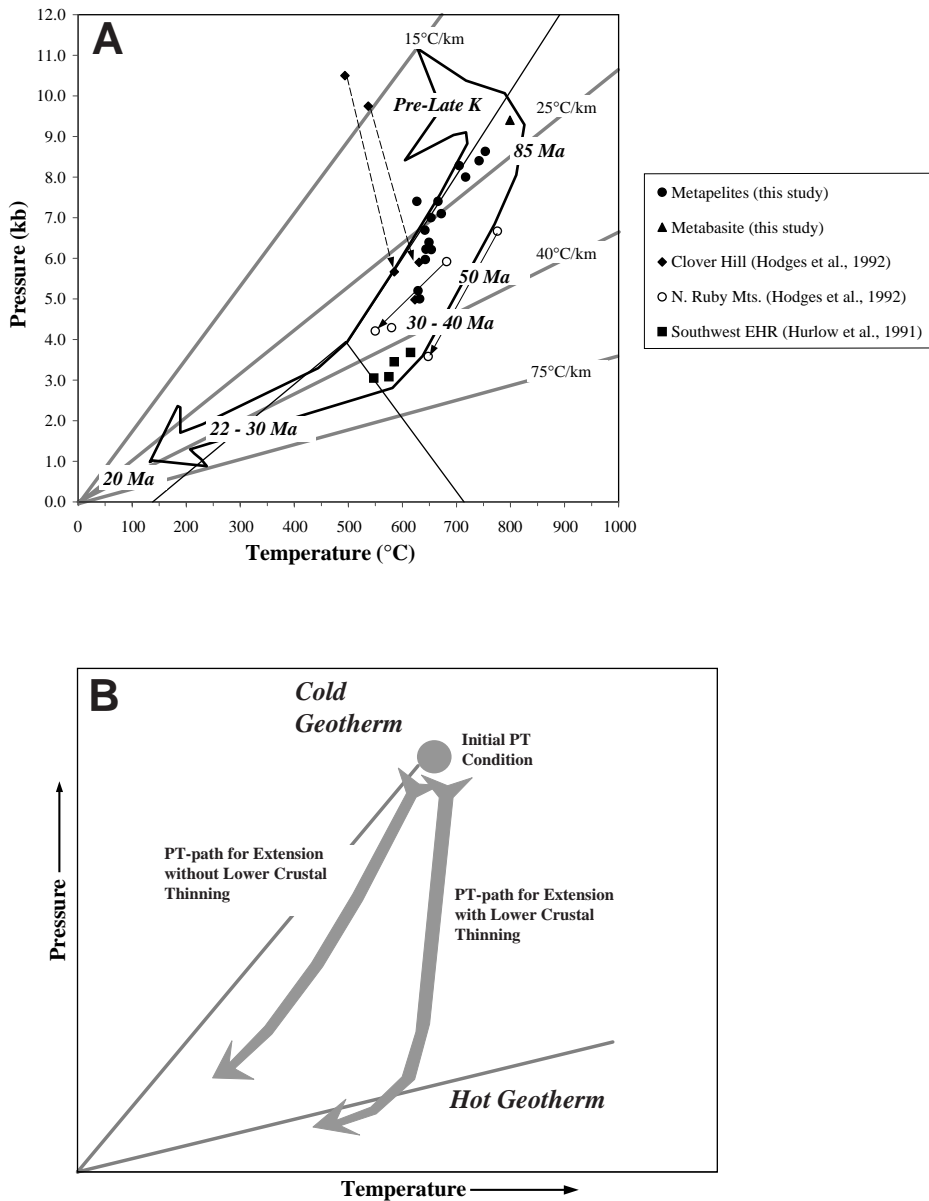 A
12.0
11.0
10.0
9.0
8.0
7.0
6.0
5.0
4.0
3.0
2.0
1.0
0.0
Pressure (kb)
0 100 200 300 400 500 600 700 800 900 1000
Temperature (°C)
15°C/km
25°C/km
40°C/km
75°C/km
Pre-Late K
85 Ma
50 Ma
30 - 40 Ma
22 - 30 Ma
20 Ma
Metapelites (this study)
Metabasite (this study)
Clover Hill (Hodges et al., 1992)
N. Ruby Mts. (Hodges et al., 1992)
Southwest EHR (Hurlow et al., 1991)
B
Cold
Geotherm
Initial PT
Condition
PT-path for Extension
without Lower Crustal
Thinning
PT-path for Extension
with Lower Crustal
Thinning
Hot Geotherm
Pressure
Temperature